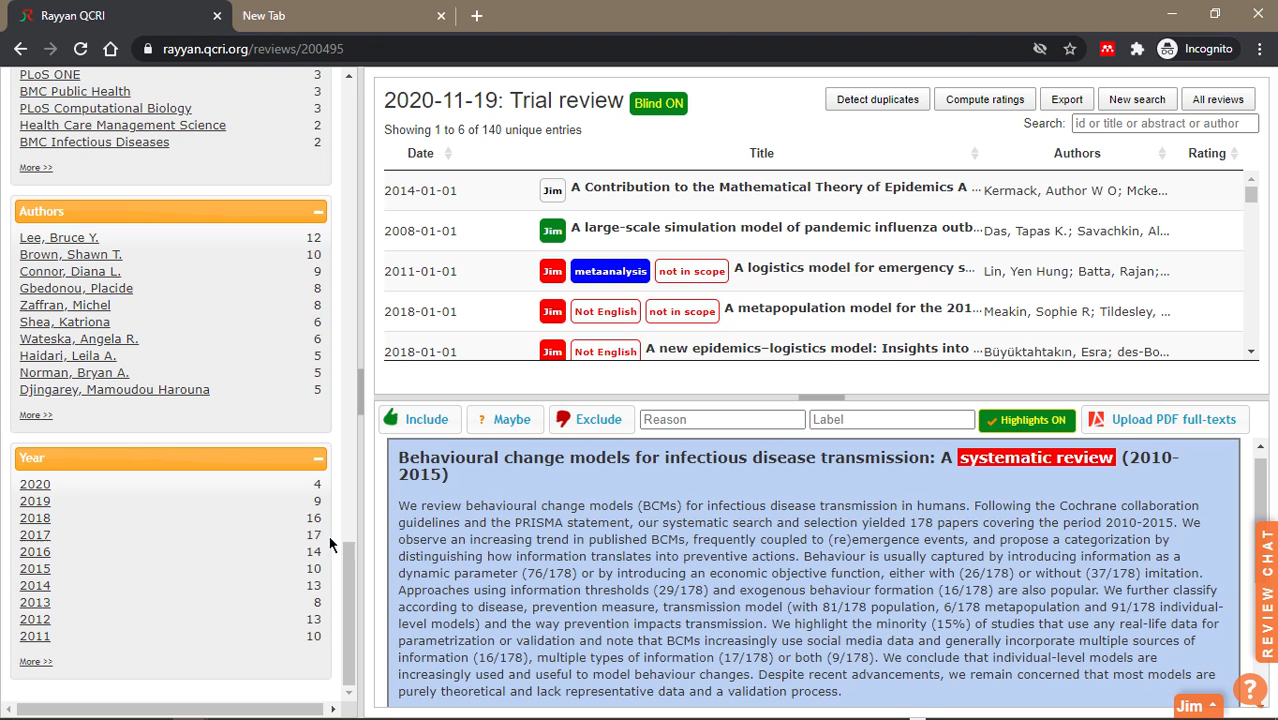 Rayyan QCRI
New Tab
rayyan.qcri.org/reviews/200495
Incognito
PLoS ONE 3
BMC Public Health 3
PLoS Computational Biology 3
Health Care Management Science 2
BMC Infectious Diseases 2
More >>
Authors
Lee, Bruce Y. 12
Brown, Shawn T. 10
Connor, Diana L. 9
Gbedonou, Placide 8
Zaffran, Michel 8
Shea, Katriona 6
Wateska, Angela R. 6
Haidari, Leila A. 5
Norman, Bryan A. 5
Djingarey, Mamoudou Harouna 5
More >>
Year
2020 4
2019 9
2018 16
2017 17
2016 14
2015 10
2014 13
2013 8
2012 13
2011 10
More >>
2020-11-19: Trial review Blind ON
Detect duplicates Compute ratings Export New search All reviews
Showing 1 to 6 of 140 unique entries
Search: id or title or abstract or author
Date Title Authors Rating
2014-01-01 Jim A Contribution to the Mathematical Theory of Epidemics A ... Kermack, Author W O; Mcke...
2008-01-01 Jim A large-scale simulation model of pandemic influenza outb... Das, Tapas K.; Savachkin, Al...
2011-01-01 Jim metaanalysis not in scope A logistics model for emergency s... Lin, Yen Hung; Batta, Rajan;...
2018-01-01 Jim Not English not in scope A metapopulation model for the 201... Meakin, Sophie R; Tildesley, ...
2018-01-01 Jim Not English A new epidemics–logistics model: Insights into ... Büyüktahtakın, Esra; des-Bo...
Include ? Maybe Exclude Reason Label Highlights ON Upload PDF full-texts
Behavioural change models for infectious disease transmission: A systematic review (2010-
2015)
We review behavioural change models (BCMs) for infectious disease transmission in humans. Following the Cochrane collaboration
guidelines and the PRISMA statement, our systematic search and selection yielded 178 papers covering the period 2010-2015. We
observe an increasing trend in published BCMs, frequently coupled to (re)emergence events, and propose a categorization by
distinguishing how information translates into preventive actions. Behaviour is usually captured by introducing information as a
dynamic parameter (76/178) or by introducing an economic objective function, either with (26/178) or without (37/178) imitation.
Approaches using information thresholds (29/178) and exogenous behaviour formation (16/178) are also popular. We further classify
according to disease, prevention measure, transmission model (with 81/178 population, 6/178 metapopulation and 91/178 individual-
level models) and the way prevention impacts transmission. We highlight the minority (15%) of studies that use any real-life data for
parametrization or validation and note that BCMs increasingly use social media data and generally incorporate multiple sources of
information (16/178), multiple types of information (17/178) or both (9/178). We conclude that individual-level models are
increasingly used and useful to model behaviour changes. Despite recent advancements, we remain concerned that most models are
purely theoretical and lack representative data and a validation process.
REVIEW CHAT
?
Jim